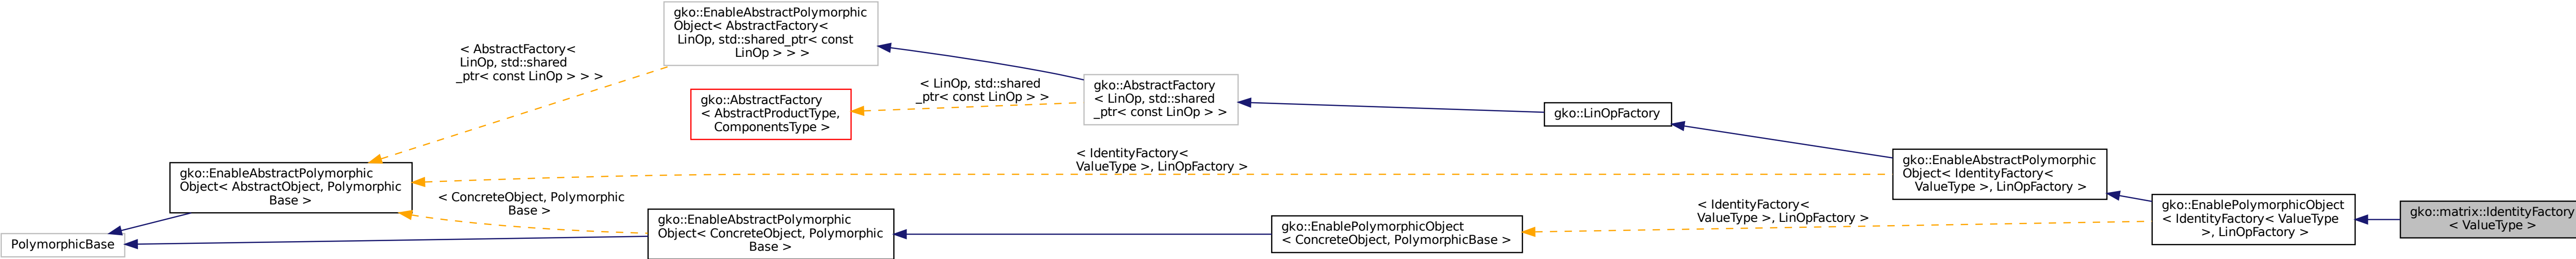 gko::EnableAbstractPolymorphic
Object< AbstractFactory<
LinOp, std::shared_ptr< const
LinOp > > >
< AbstractFactory<
LinOp, std::shared
_ptr< const LinOp > > >
gko::AbstractFactory
< AbstractProductType,
ComponentsType >
< LinOp, std::shared
_ptr< const LinOp > >
gko::AbstractFactory
< LinOp, std::shared
_ptr< const LinOp > >
gko::LinOpFactory
gko::EnableAbstractPolymorphic
Object< AbstractObject, Polymorphic
Base >
< IdentityFactory<
ValueType >, LinOpFactory >
gko::EnableAbstractPolymorphic
Object< IdentityFactory<
ValueType >, LinOpFactory >
< ConcreteObject, Polymorphic
Base >
PolymorphicBase
gko::EnableAbstractPolymorphic
Object< ConcreteObject, Polymorphic
Base >
gko::EnablePolymorphicObject
< ConcreteObject, PolymorphicBase >
< IdentityFactory<
ValueType >, LinOpFactory >
gko::EnablePolymorphicObject
< IdentityFactory< ValueType
>, LinOpFactory >
gko::matrix::IdentityFactory
< ValueType >